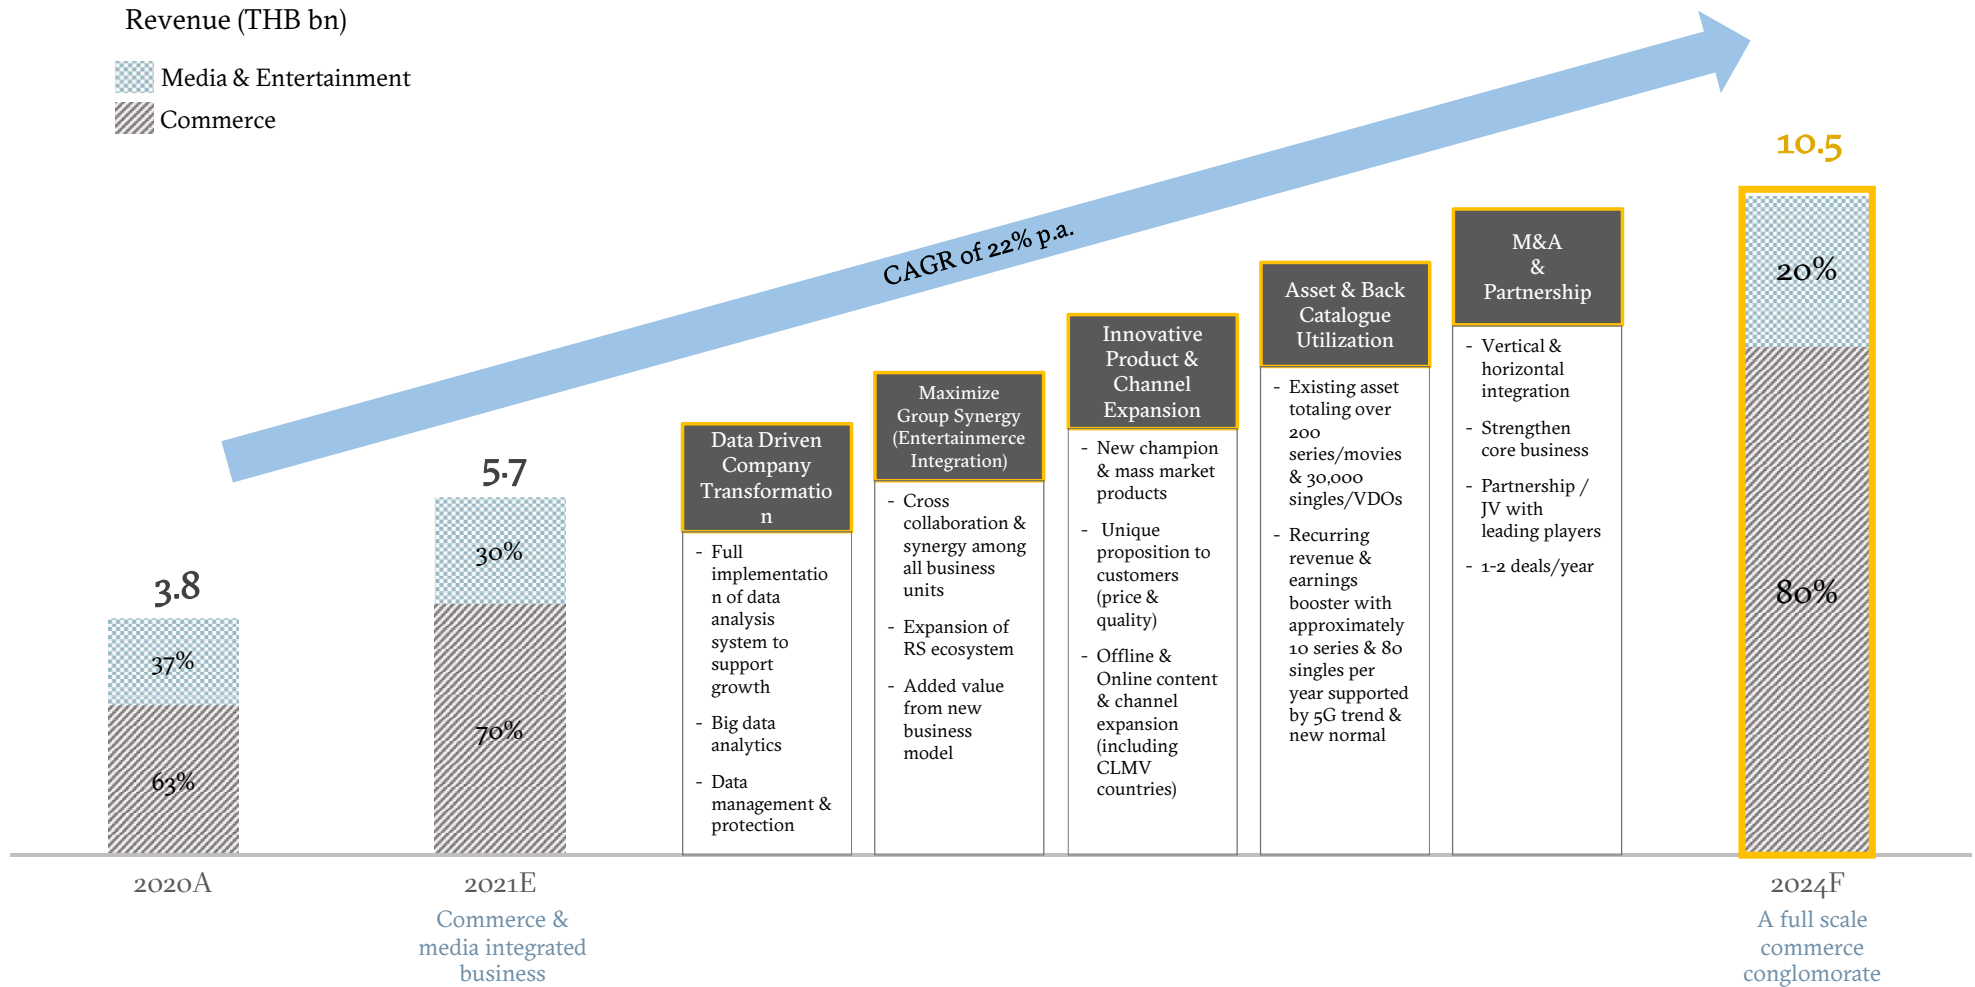 Revenue (THB bn)
Media & Entertainment
Commerce
CAGR of 22% p.a.
3.8
37%
63%
2020A
5.7
30%
70%
2021E
Commerce &
media integrated
business
Data Driven
Company
Transformatio
n
- Full
implementatio
n of data
analysis
system to
support
growth
- Big data
analytics
- Data
management &
protection
Maximize
Group Synergy
(Entertainmerce
Integration)
- Cross
collaboration &
synergy among
all business
units
- Expansion of
RS ecosystem
- Added value
from new
business
model
Innovative
Product &
Channel
Expansion
- New champion
& mass market
products
- Unique
proposition to
customers
(price &
quality)
- Offline &
Online content
& channel
expansion
(including
CLMV
countries)
Asset & Back
Catalogue
Utilization
- Existing asset
totaling over
200
series/movies
& 30,000
singles/VDOs
- Recurring
revenue &
earnings
booster with
approximately
10 series & 80
singles per
year supported
by 5G trend &
new normal
M&A
&
Partnership
- Vertical &
horizontal
integration
- Strengthen
core business
- Partnership /
JV with
leading players
- 1-2 deals/year
10.5
20%
80%
2024F
A full scale
commerce
conglomorate